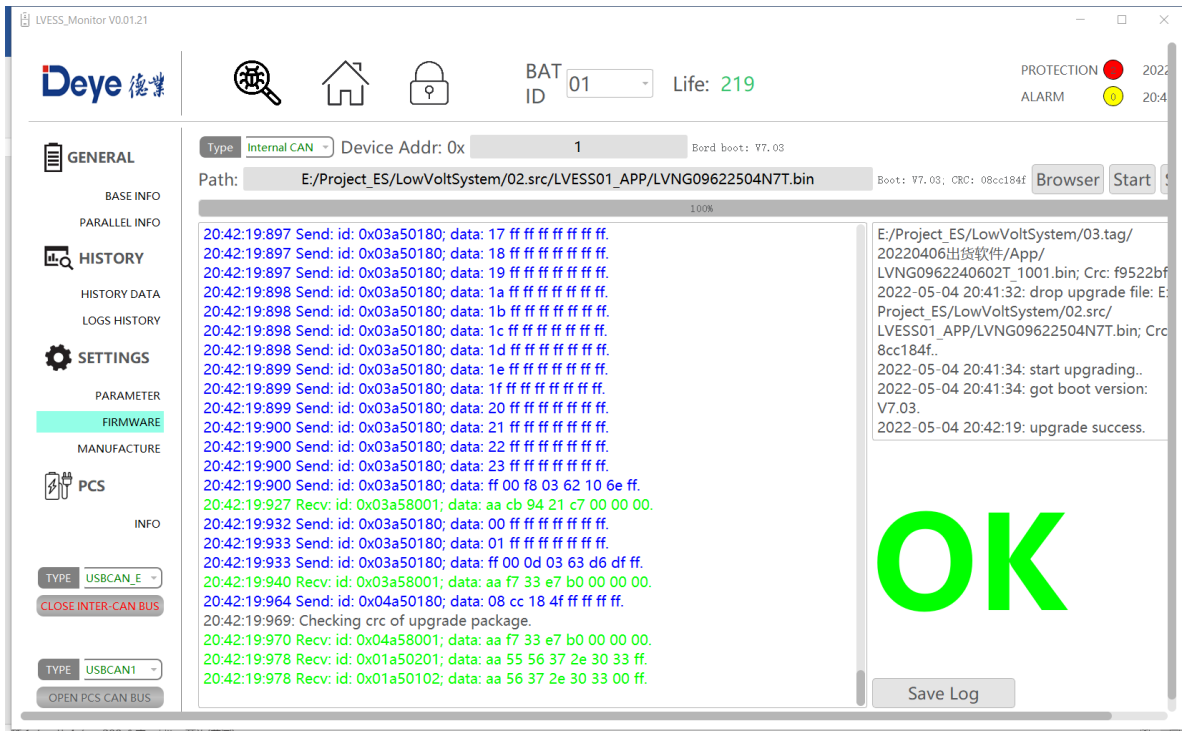 LVESS_Monitor V0.01.21
Deye 德業
BAT ID 01
Life: 219
PROTECTION 2022
ALARM 0 20:4
GENERAL
BASE INFO
PARALLEL INFO
HISTORY
HISTORY DATA
LOGS HISTORY
SETTINGS
PARAMETER
FIRMWARE
MANUFACTURE
PCS
INFO
TYPE USBCAN_E
CLOSE INTER-CAN BUS
TYPE USBCAN1
OPEN PCS CAN BUS
Type Internal CAN Device Addr: 0x 1 Bord boot: V7.03
Path: E:/Project_ES/LowVoltSystem/02.src/LVESS01_APP/LVNG09622504N7T.bin Boot: V7.03; CRC: 08cc184f Browser Start
100%
20:42:19:897 Send: id: 0x03a50180; data: 17 ff ff ff ff ff ff ff.
20:42:19:897 Send: id: 0x03a50180; data: 18 ff ff ff ff ff ff ff.
20:42:19:897 Send: id: 0x03a50180; data: 19 ff ff ff ff ff ff ff.
20:42:19:898 Send: id: 0x03a50180; data: 1a ff ff ff ff ff ff ff.
20:42:19:898 Send: id: 0x03a50180; data: 1b ff ff ff ff ff ff ff.
20:42:19:898 Send: id: 0x03a50180; data: 1c ff ff ff ff ff ff ff.
20:42:19:898 Send: id: 0x03a50180; data: 1d ff ff ff ff ff ff ff.
20:42:19:899 Send: id: 0x03a50180; data: 1e ff ff ff ff ff ff ff.
20:42:19:899 Send: id: 0x03a50180; data: 1f ff ff ff ff ff ff ff.
20:42:19:899 Send: id: 0x03a50180; data: 20 ff ff ff ff ff ff ff.
20:42:19:900 Send: id: 0x03a50180; data: 21 ff ff ff ff ff ff ff.
20:42:19:900 Send: id: 0x03a50180; data: 22 ff ff ff ff ff ff ff.
20:42:19:900 Send: id: 0x03a50180; data: 23 ff ff ff ff ff ff ff.
20:42:19:900 Send: id: 0x03a50180; data: ff 00 f8 03 62 10 6e ff.
20:42:19:927 Recv: id: 0x03a58001; data: aa cb 94 21 c7 00 00 00.
20:42:19:932 Send: id: 0x03a50180; data: 00 ff ff ff ff ff ff ff.
20:42:19:933 Send: id: 0x03a50180; data: 01 ff ff ff ff ff ff ff.
20:42:19:933 Send: id: 0x03a50180; data: ff 00 0d 03 63 d6 df ff.
20:42:19:940 Recv: id: 0x03a58001; data: aa f7 33 e7 b0 00 00 00.
20:42:19:964 Send: id: 0x04a50180; data: 08 cc 18 4f ff ff ff ff.
20:42:19:969: Checking crc of upgrade package.
20:42:19:970 Recv: id: 0x04a58001; data: aa f7 33 e7 b0 00 00 00.
20:42:19:978 Recv: id: 0x01a50201; data: aa 55 56 37 2e 30 33 ff.
20:42:19:978 Recv: id: 0x01a50102; data: aa 56 37 2e 30 33 00 ff.
E:/Project_ES/LowVoltSystem/03.tag/
20220406出货软件/App/
LVNG0962240602T_1001.bin; Crc: f9522bf
2022-05-04 20:41:32: drop upgrade file: E:
Project_ES/LowVoltSystem/02.src/
LVESS01_APP/LVNG09622504N7T.bin; Crc
8cc184f..
2022-05-04 20:41:34: start upgrading..
2022-05-04 20:41:34: got boot version:
V7.03.
2022-05-04 20:42:19: upgrade success.
OK
Save Log